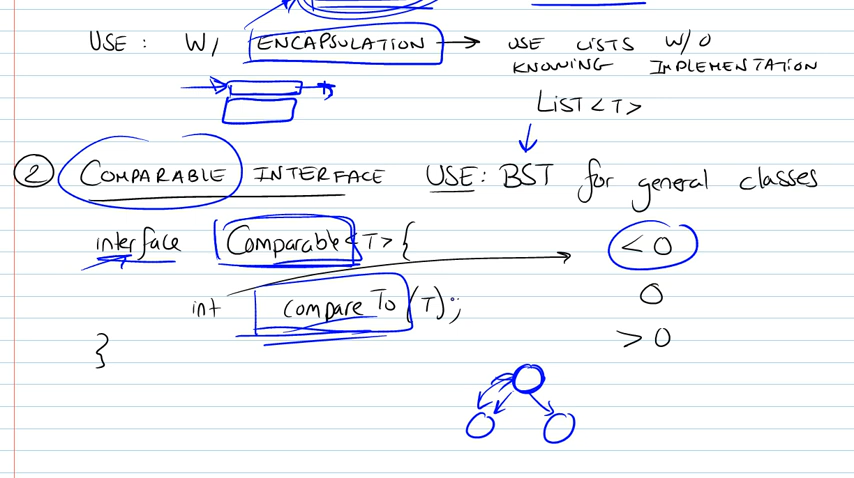 USE: W/ ENCAPSULATION → USE LISTS W/O
KNOWING IMPLEMENTATION
LIST<T>
2 COMPARABLE INTERFACE USE: BST for general classes
interface Comparable<T> { <0
int compareTo(T); 0
} >0